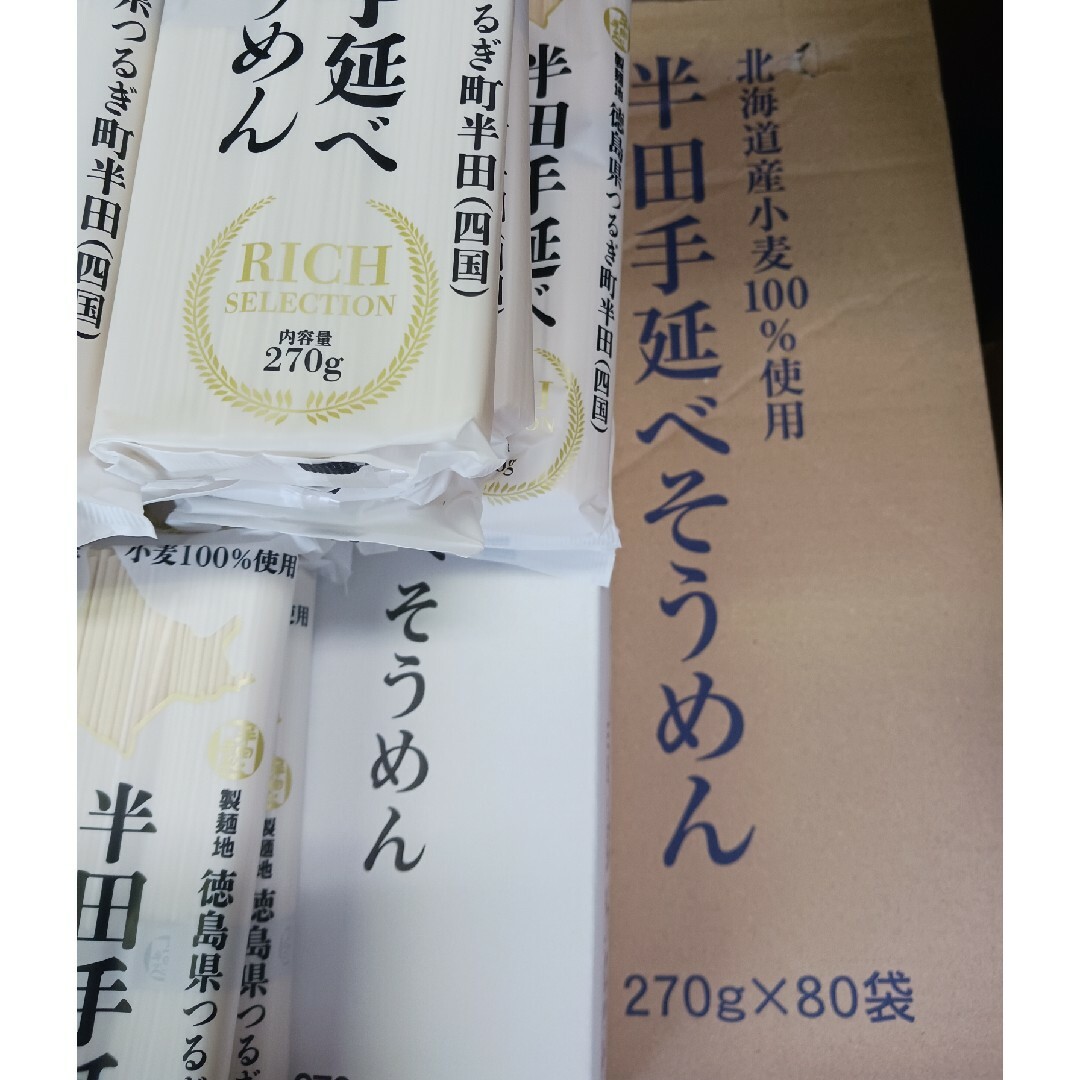 北海道産小麦100%使用
半田手延べそうめん
270g×80袋
製麺地 徳島県つるぎ町半田(四国)
半田手延べ
つるぎ町半田(四国)
手延べ
うめん
RICH
SELECTION
内容量
270g
県つるぎ町半田(四国)
そうめん
小麦100%使用
使用
製麺地 徳島県つるぎ
半田手
製麺地 徳島県つるぎ